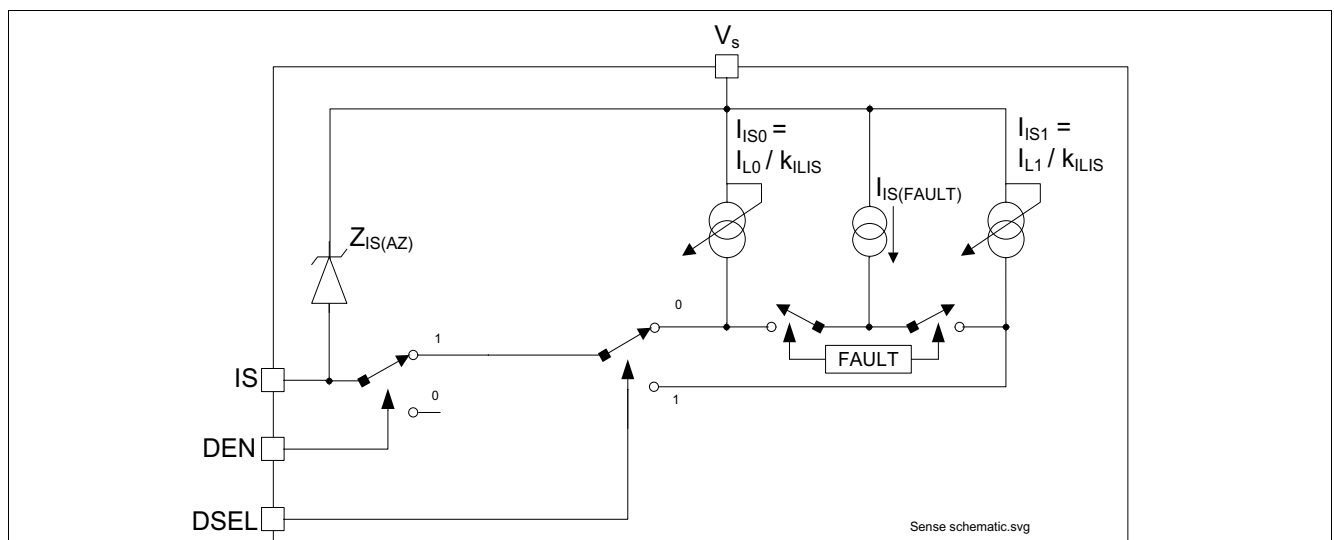 Vs
IIS0 =
IL0 / kILIS
IIS(FAULT)
IIS1 =
IL1 / kILIS
ZIS(AZ)
0
1
FAULT
IS
0
1
DEN
DSEL
Sense schematic.svg